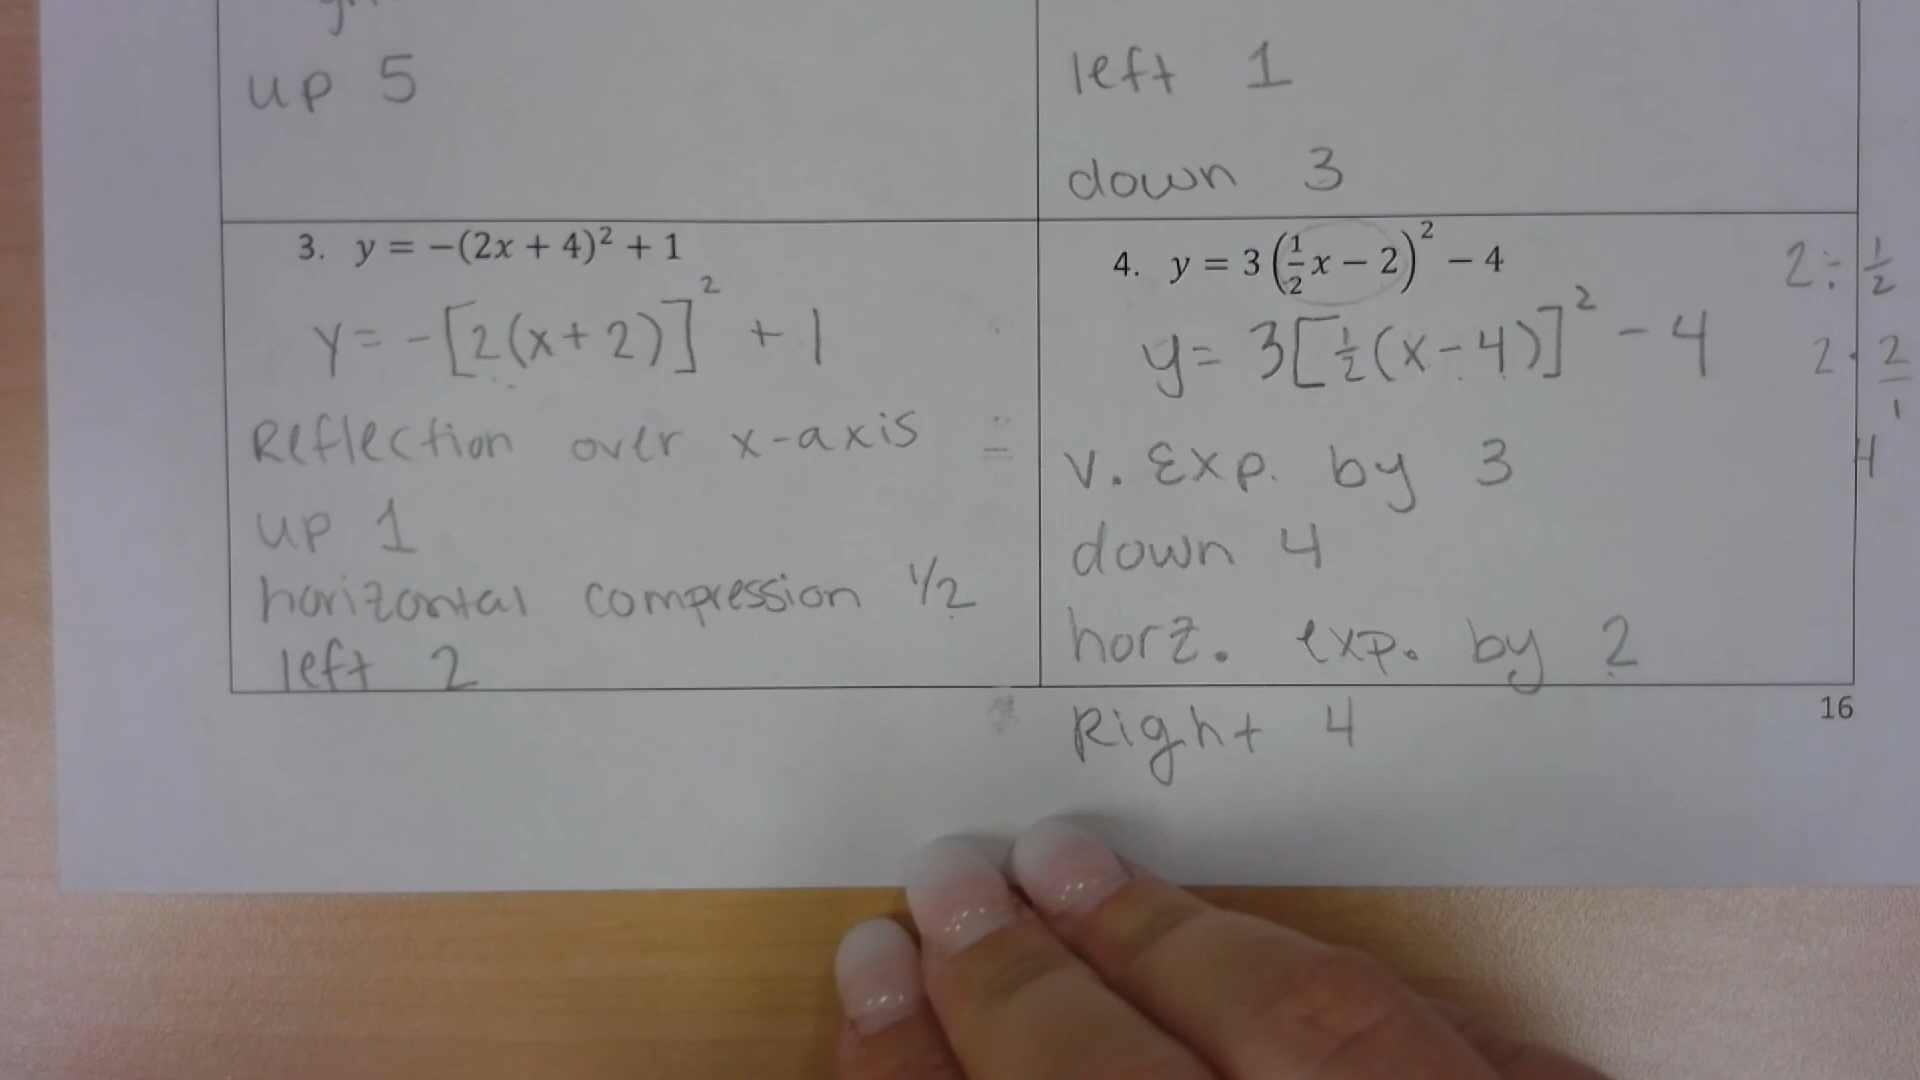 up 5
left 1
down 3
3. y = −(2x + 4)² + 1
y = -[2(x+2)]² + 1
Reflection over x-axis
up 1
horizontal compression 1/2
left 2
4. y = 3(1/2x − 2)² − 4
y = 3[1/2(x-4)]² - 4
v. Exp. by 3
down 4
horz. exp. by 2
Right 4
2 ÷ 1/2
2 · 2/1
4
16